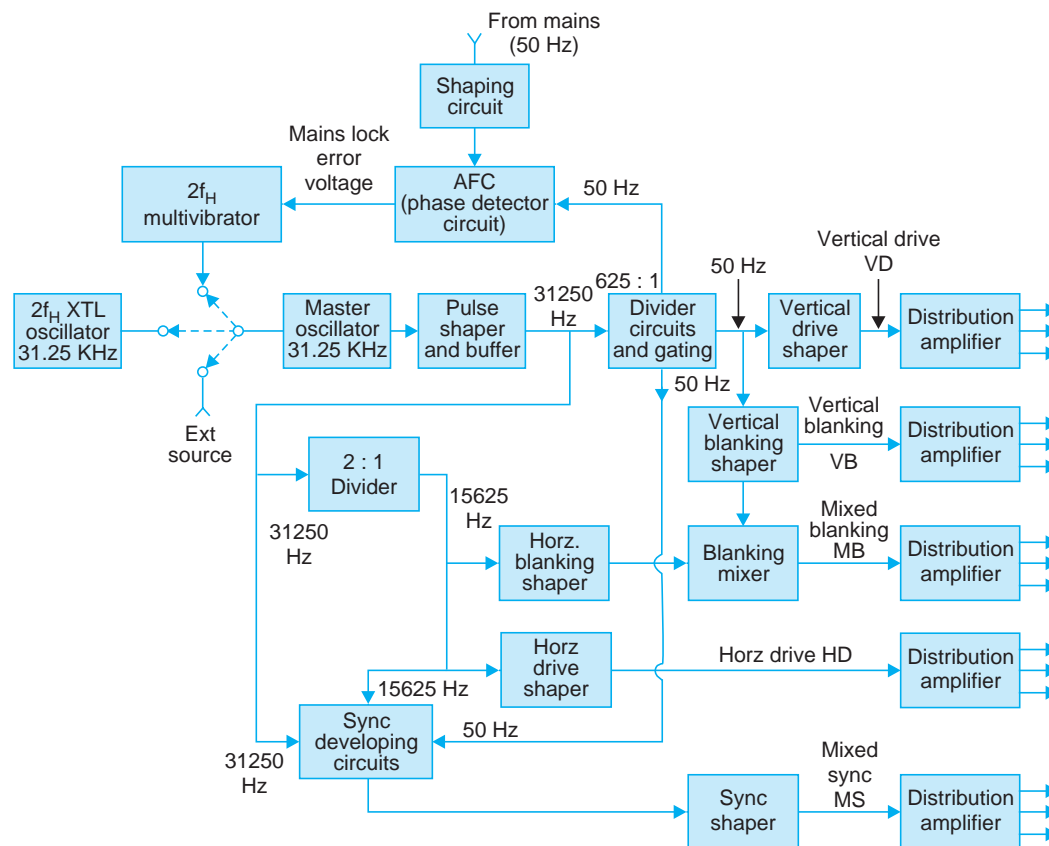 From mains
(50 Hz)
Shaping
circuit
Mains lock
error
voltage
2f_H
multivibrator
AFC
(phase detector
circuit)
50 Hz
2f_H XTL
oscillator
31.25 KHz
Master
oscillator
31.25 KHz
Pulse
shaper
and buffer
31250
Hz
625 : 1
Divider
circuits
and gating
50 Hz
Vertical
drive
shaper
Vertical drive
VD
Distribution
amplifier
50 Hz
Ext
source
Vertical
blanking
shaper
Vertical
blanking
VB
Distribution
amplifier
2 : 1
Divider
31250
Hz
15625
Hz
Horz.
blanking
shaper
Blanking
mixer
Mixed
blanking
MB
Distribution
amplifier
Horz
drive
shaper
Horz drive HD
Distribution
amplifier
15625 Hz
Sync
developing
circuits
50 Hz
31250
Hz
Sync
shaper
Mixed
sync
MS
Distribution
amplifier